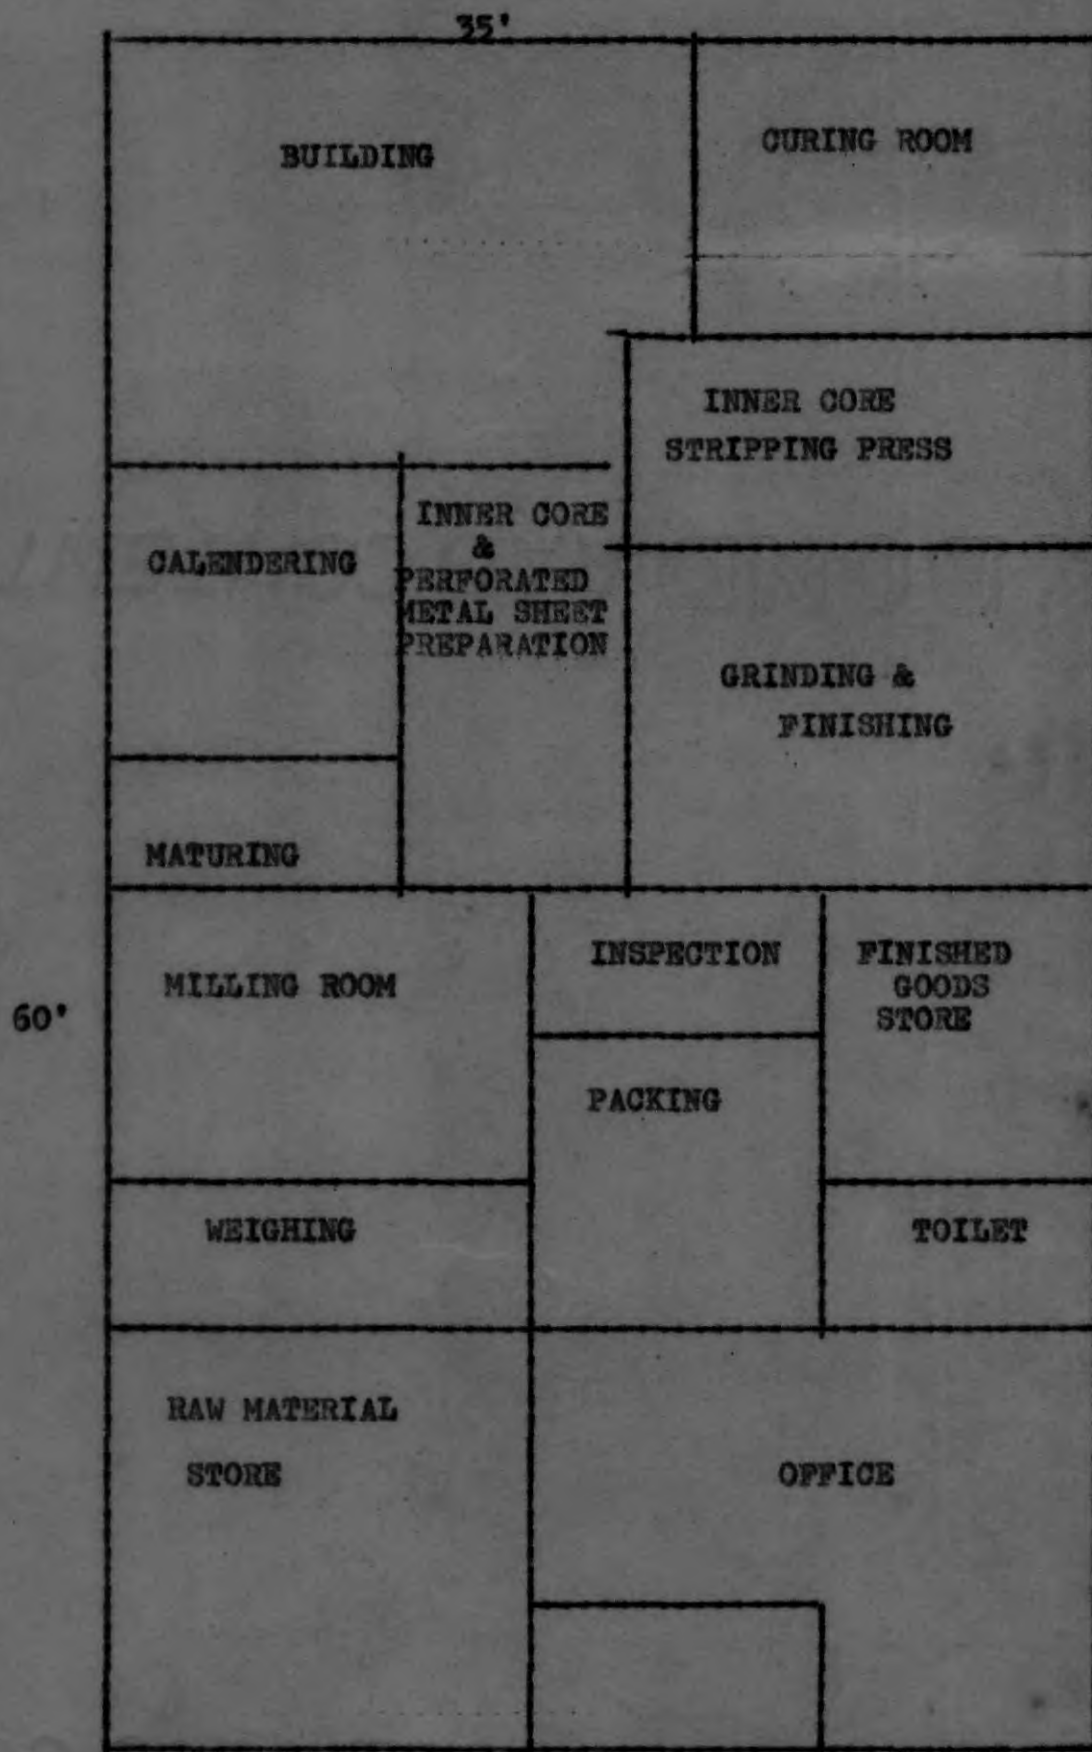 35'
BUILDING
CURING ROOM
INNER CORE
STRIPPING PRESS
INNER CORE
&
PERFORATED
METAL SHEET
PREPARATION
CALENDERING
GRINDING &
FINISHING
MATURING
MILLING ROOM
INSPECTION
FINISHED
GOODS
STORE
60'
PACKING
WEIGHING
TOILET
RAW MATERIAL
STORE
OFFICE